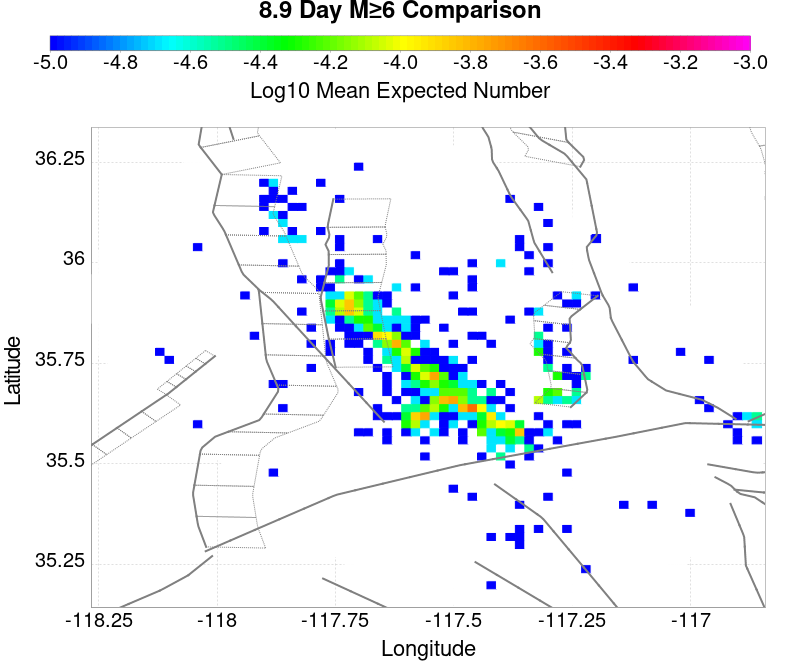 8.9 Day M≥6 Comparison
-5.0 -4.8 -4.6 -4.4 -4.2 -4.0 -3.8 -3.6 -3.4 -3.2 -3.0
Log10 Mean Expected Number
36.25
36
35.75
35.5
35.25
Latitude
-118.25 -118 -117.75 -117.5 -117.25 -117
Longitude